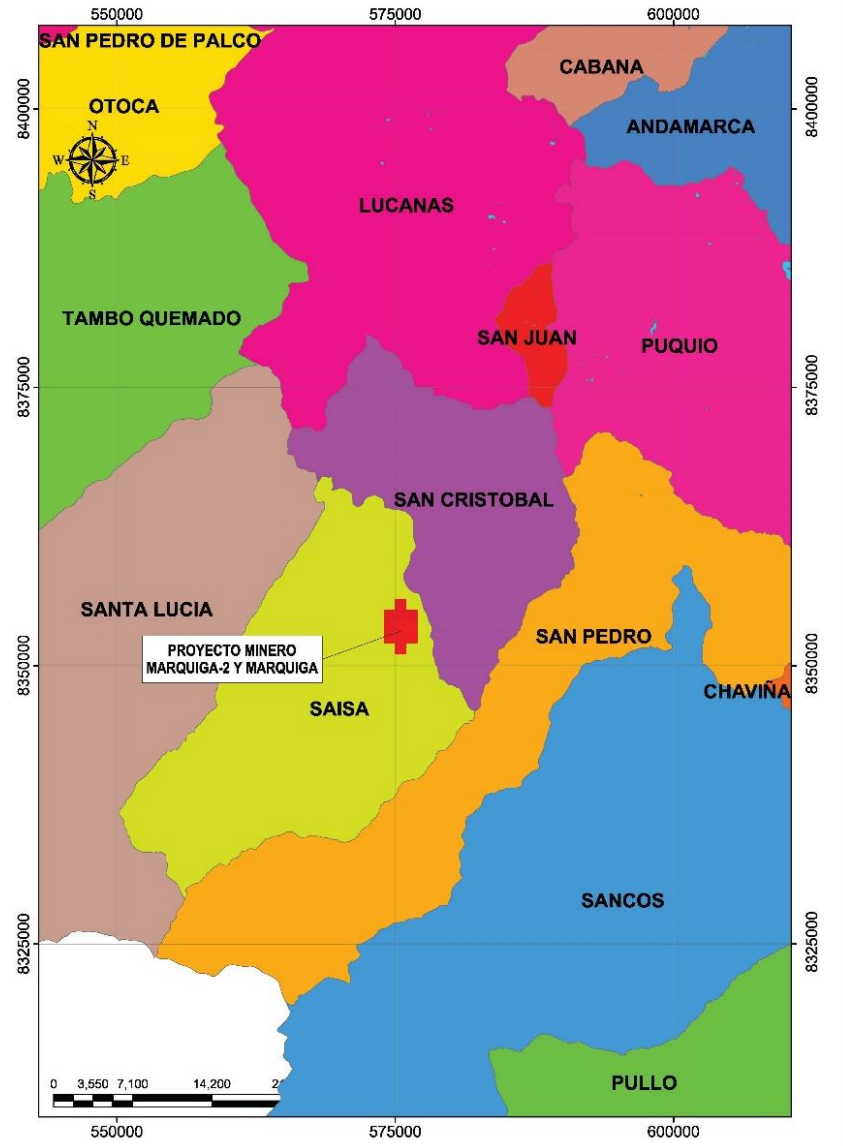 550000
575000
600000
SAN PEDRO DE PALCO
CABANA
8400000
OTOCA
8400000
ANDAMARCA
N
W E
S
LUCANAS
TAMBO QUEMADO
SAN JUAN
PUQUIO
8375000
8375000
SAN CRISTOBAL
SANTA LUCIA
SAN PEDRO
PROYECTO MINERO
MARQUIGA-2 Y MARQUIGA
8350000
8350000
CHAVIÑA
SAISA
SANCOS
8325000
8325000
0 3,550 7,100 14,200
PULLO
550000
575000
600000